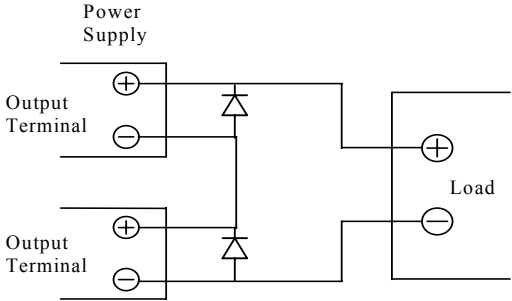 Power
Supply
Output
Terminal
+
−
Load
+
−
Output
Terminal
+
−